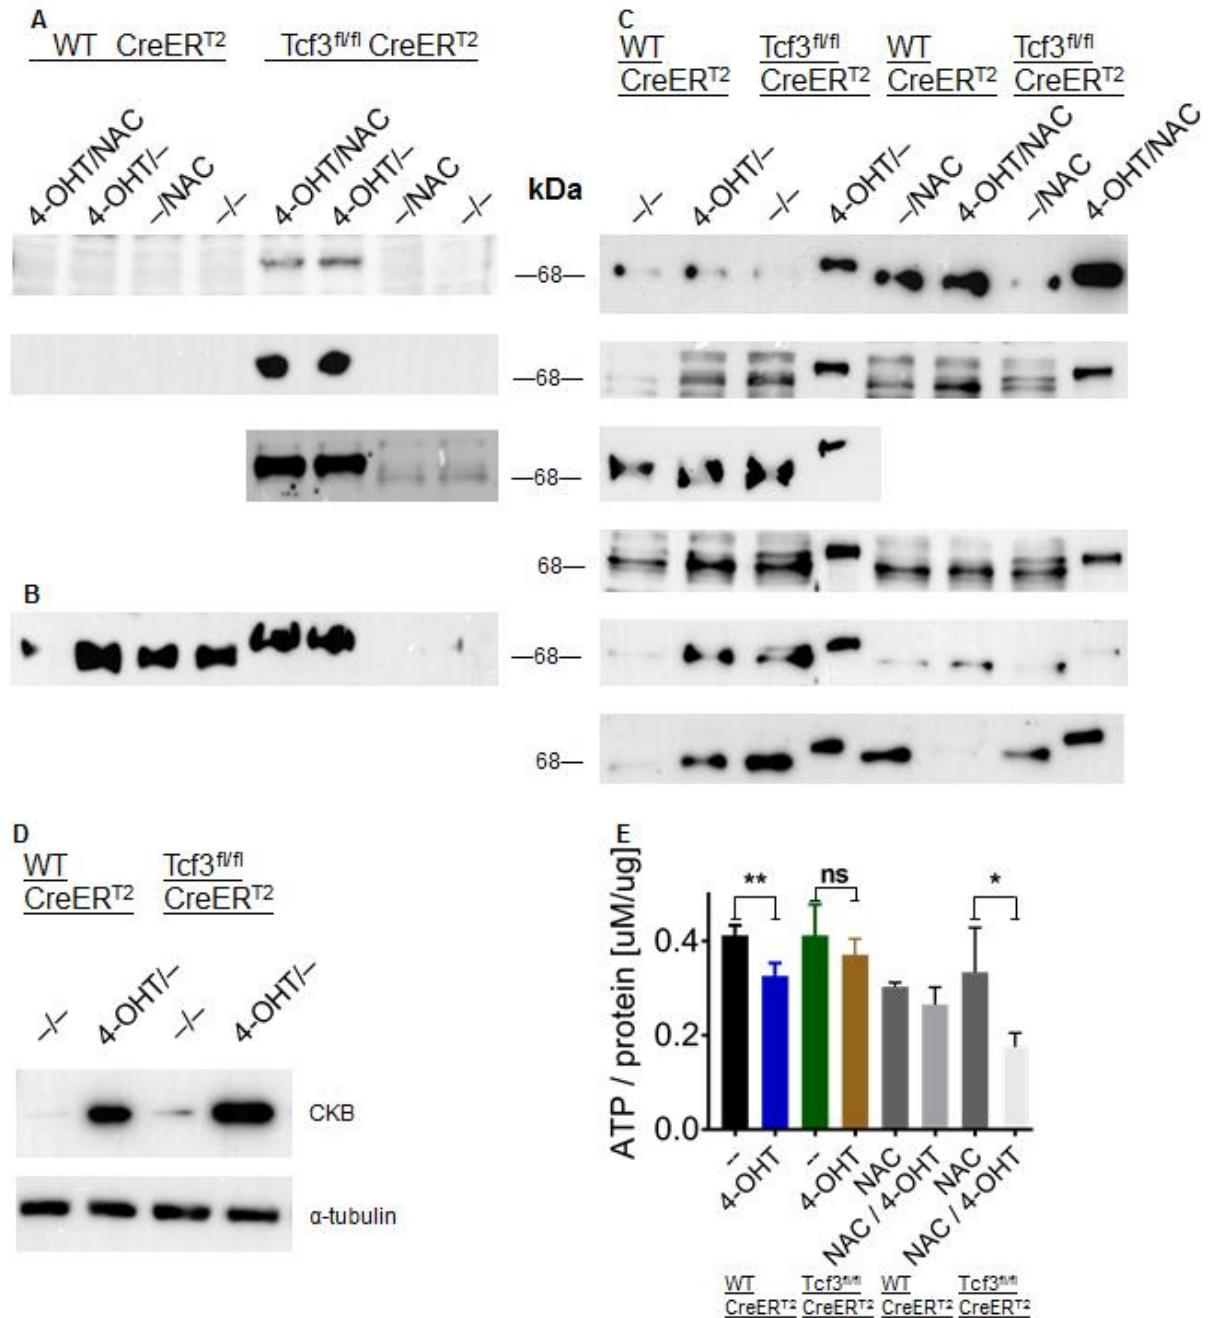 A
WT CreERT2 Tcf3fl/fl CreERT2
4-OHT/NAC 4-OHT/– –/NAC –/– 4-OHT/NAC 4-OHT/– –/NAC –/–
kDa
—68—
—68—
—68—
B
—68—
C
WT Tcf3fl/fl WT Tcf3fl/fl
CreERT2 CreERT2 CreERT2 CreERT2
–/– 4-OHT/– –/– 4-OHT/– –/NAC 4-OHT/NAC –/NAC 4-OHT/NAC
68—
68—
D
WT Tcf3fl/fl
CreERT2 CreERT2
–/– 4-OHT/– –/– 4-OHT/–
CKB
α-tubulin
E
ATP / protein [uM/ug]
** ns *
0.4
0.2
0.0
-- 4-OHT -- 4-OHT NAC NAC / 4-OHT NAC NAC / 4-OHT
WT Tcf3fl/fl WT Tcf3fl/fl
CreERT2 CreERT2 CreERT2 CreERT2